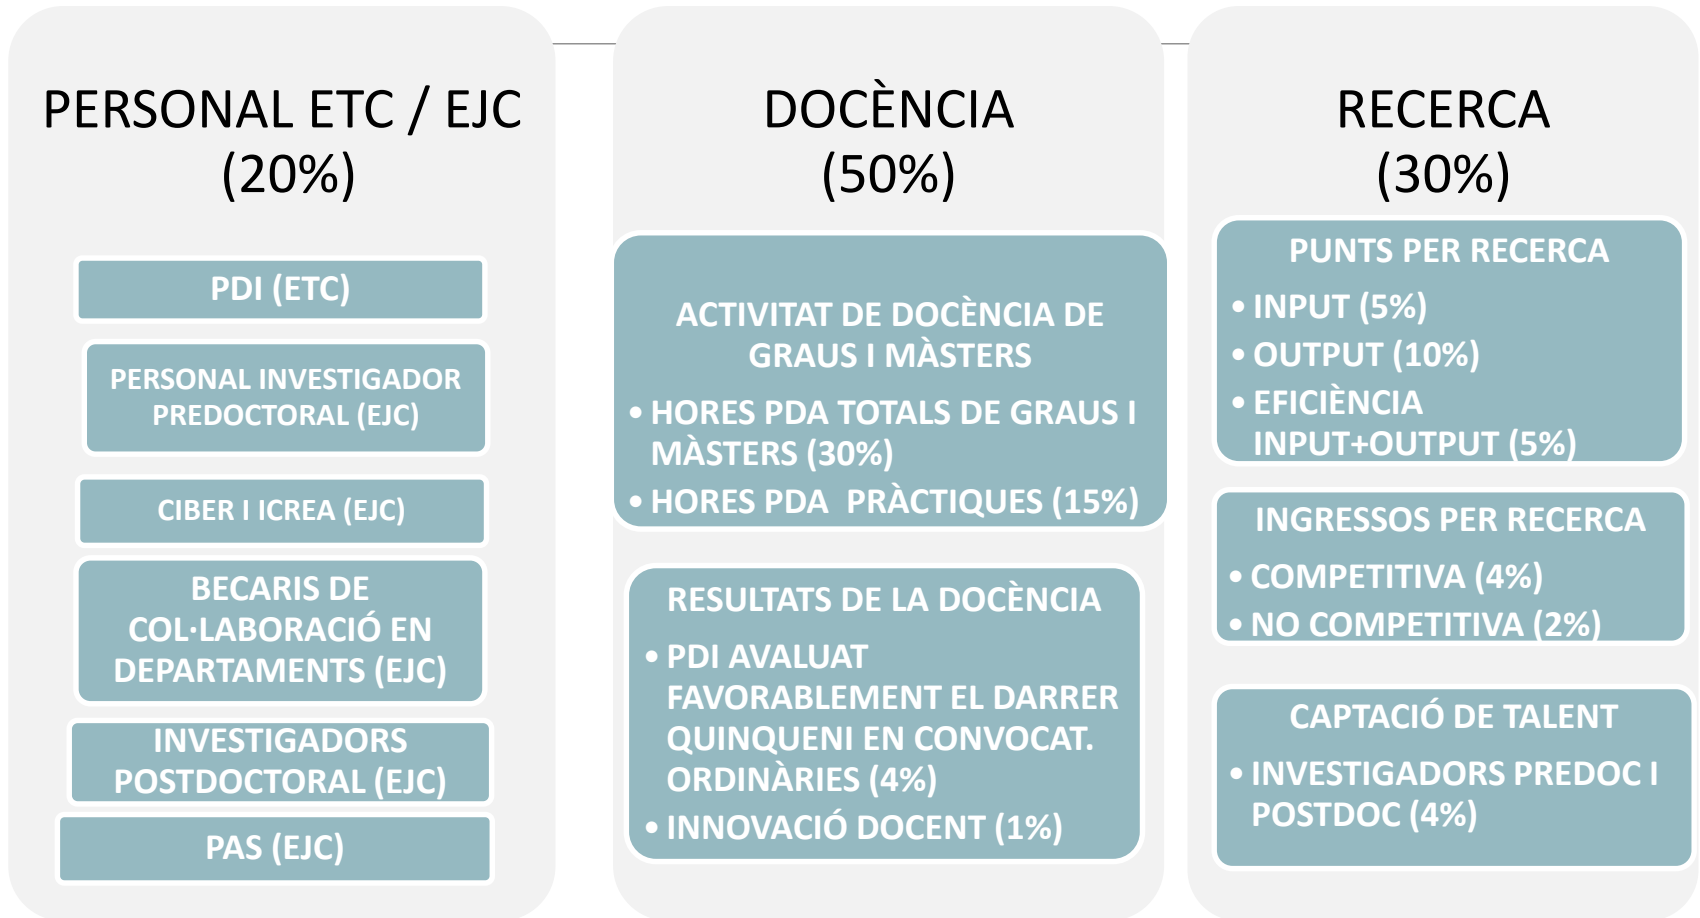 PERSONAL ETC / EJC
(20%)
PDI (ETC)
PERSONAL INVESTIGADOR
PREDOCTORAL (EJC)
CIBER I ICREA (EJC)
BECARIS DE
COL·LABORACIÓ EN
DEPARTAMENTS (EJC)
INVESTIGADORS
POSTDOCTORAL (EJC)
PAS (EJC)
DOCÈNCIA
(50%)
ACTIVITAT DE DOCÈNCIA DE
GRAUS I MÀSTERS
• HORES PDA TOTALS DE GRAUS I
MÀSTERS (30%)
• HORES PDA PRÀCTIQUES (15%)
RESULTATS DE LA DOCÈNCIA
• PDI AVALUAT
FAVORABLEMENT EL DARRER
QUINQUENI EN CONVOCAT.
ORDINÀRIES (4%)
• INNOVACIÓ DOCENT (1%)
RECERCA
(30%)
PUNTS PER RECERCA
• INPUT (5%)
• OUTPUT (10%)
• EFICIÈNCIA
INPUT+OUTPUT (5%)
INGRESSOS PER RECERCA
• COMPETITIVA (4%)
• NO COMPETITIVA (2%)
CAPTACIÓ DE TALENT
• INVESTIGADORS PREDOC I
POSTDOC (4%)